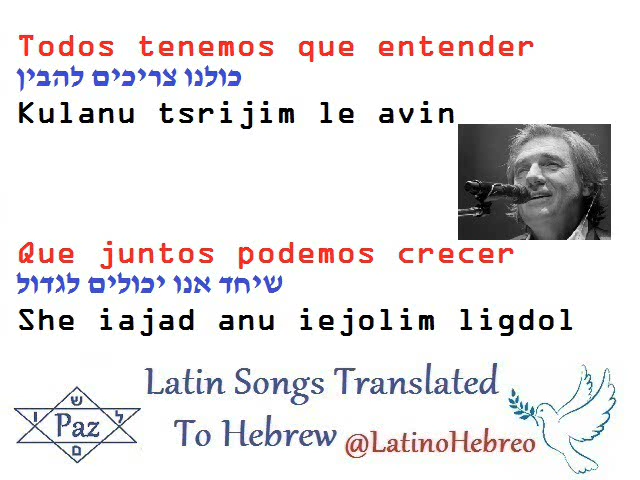 Todos tenemos que entender
כולנו צריכים להבין
Kulanu tsrijim le avin
Que juntos podemos crecer
שיחד אנו יכולים לגדול
She iajad anu iejolim ligdol
Latin Songs Translated
To Hebrew @LatinoHebreo
ש
ו Paz ל
ם